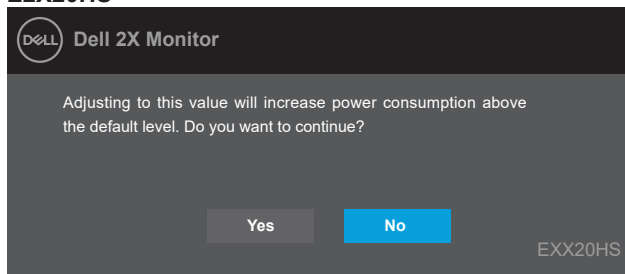 DELL
Dell 2X Monitor
Adjusting to this value will increase power consumption above
the default level. Do you want to continue?
Yes No
EXX20HS